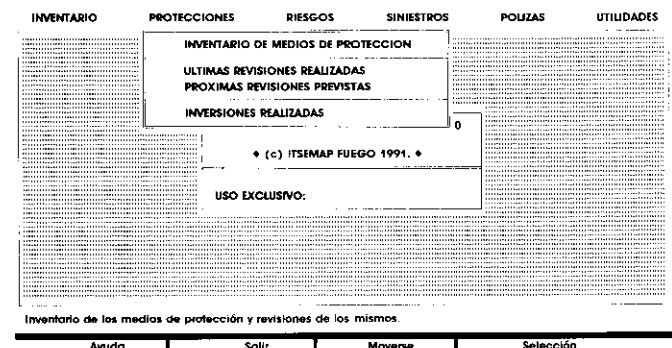 INVENTARIO PROTECCIONES RIESGOS SINIESTROS POLIZAS UTILIDADES
INVENTARIO DE MEDIOS DE PROTECCION
ULTIMAS REVISIONES REALIZADAS
PROXIMAS REVISIONES PREVISTAS
INVERSIONES REALIZADAS
0
♦ (c) ITSEMAP FUEGO 1991. ♦
USO EXCLUSIVO:
Inventario de los medios de protección y revisiones de los mismos.
Ayuda Salir Moverse Selección